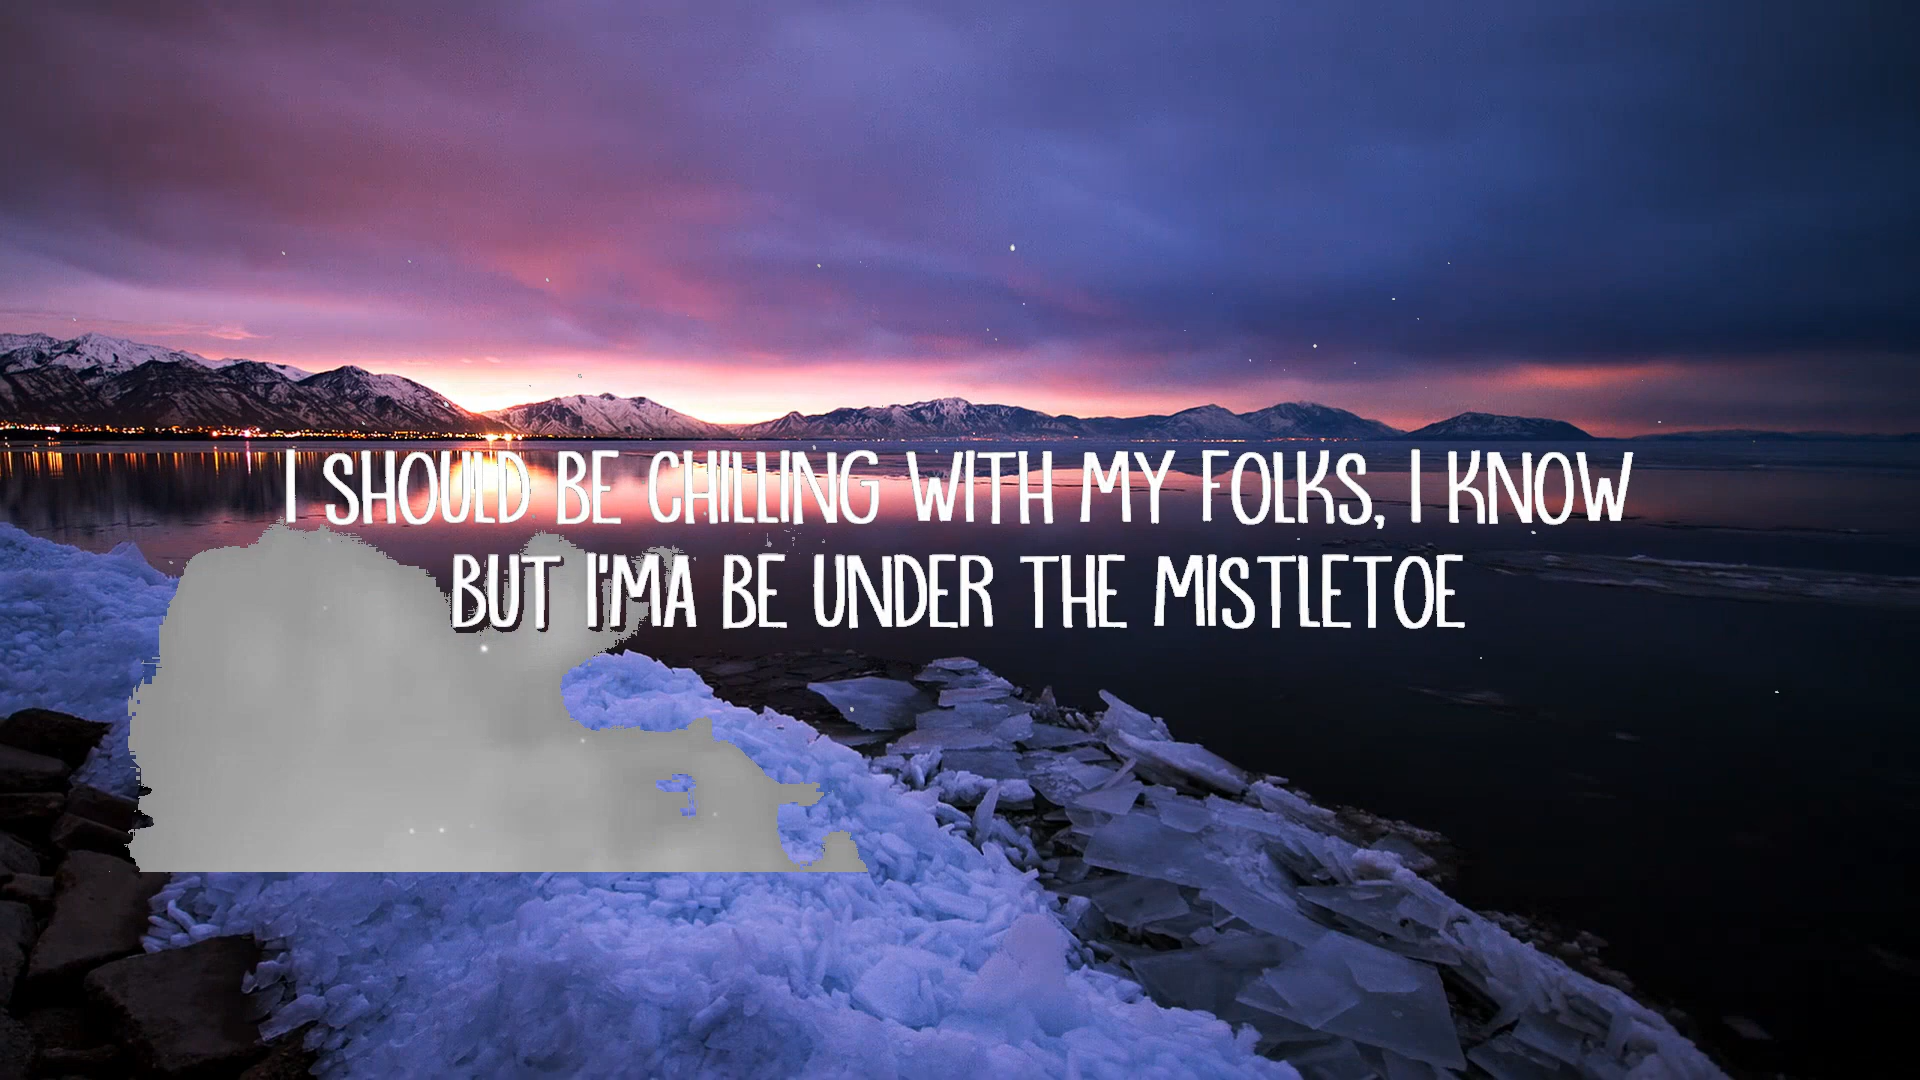 I SHOULD BE CHILLING WITH MY FOLKS, I KNOW
BUT I'MA BE UNDER THE MISTLETOE